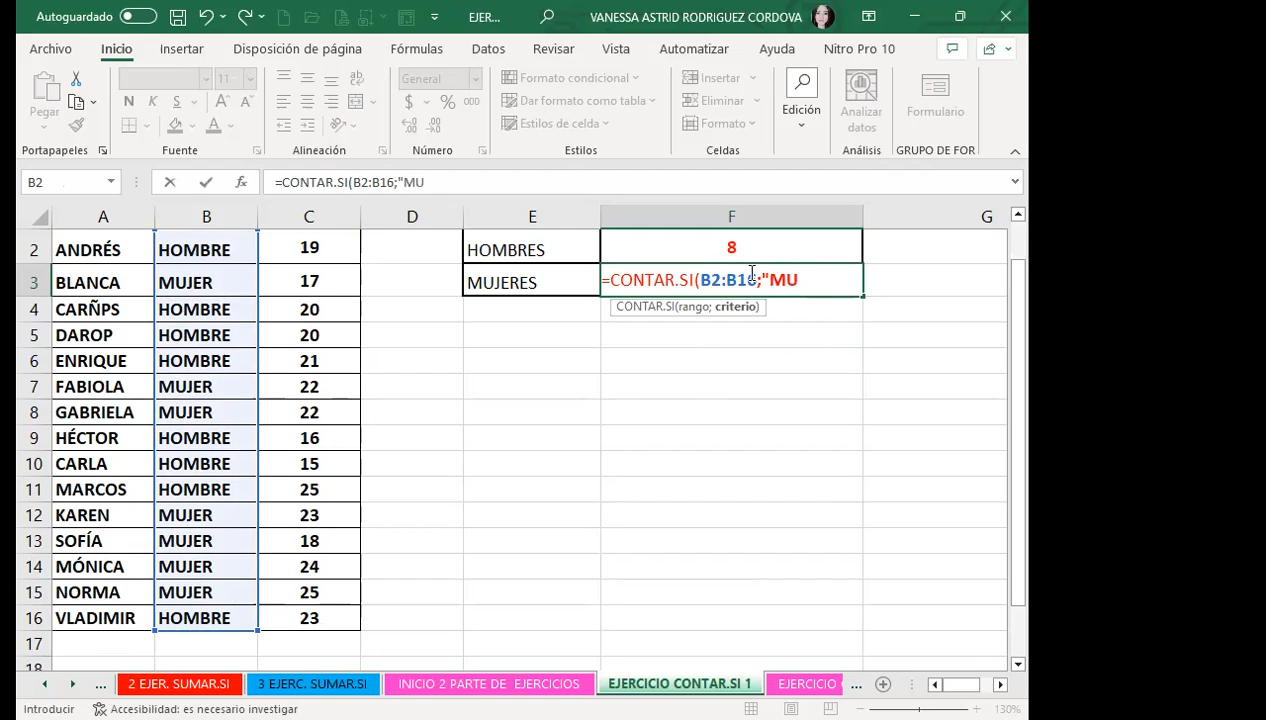 Autoguardado EJER... VANESSA ASTRID RODRIGUEZ CORDOVA
Archivo Inicio Insertar Disposición de página Fórmulas Datos Revisar Vista Automatizar Ayuda Nitro Pro 10
Pegar
Portapapeles
11
N K S A A
A
Fuente
ab
Alineación
General
$ % 000
Número
Formato condicional
Dar formato como tabla
Estilos de celda
Estilos
Insertar
Eliminar
Formato
Celdas
Edición
Analizar datos
Análisis
Formulario
GRUPO DE FOR
B2 fx =CONTAR.SI(B2:B16;"MU
A B C D E F G
2 ANDRÉS HOMBRE 19 HOMBRES 8
3 BLANCA MUJER 17 MUJERES =CONTAR.SI(B2:B16;"MU
CONTAR.SI(rango; criterio)
4 CARÑPS HOMBRE 20
5 DAROP HOMBRE 20
6 ENRIQUE HOMBRE 21
7 FABIOLA MUJER 22
8 GABRIELA MUJER 22
9 HÉCTOR HOMBRE 16
10 CARLA HOMBRE 15
11 MARCOS HOMBRE 25
12 KAREN MUJER 23
13 SOFÍA MUJER 18
14 MÓNICA MUJER 24
15 NORMA MUJER 25
16 VLADIMIR HOMBRE 23
17
18
... 2 EJER. SUMAR.SI 3 EJERC. SUMAR.SI INICIO 2 PARTE DE EJERCICIOS EJERCICIO CONTAR.SI 1 EJERCICIO ...
Introducir Accesibilidad: es necesario investigar 130%